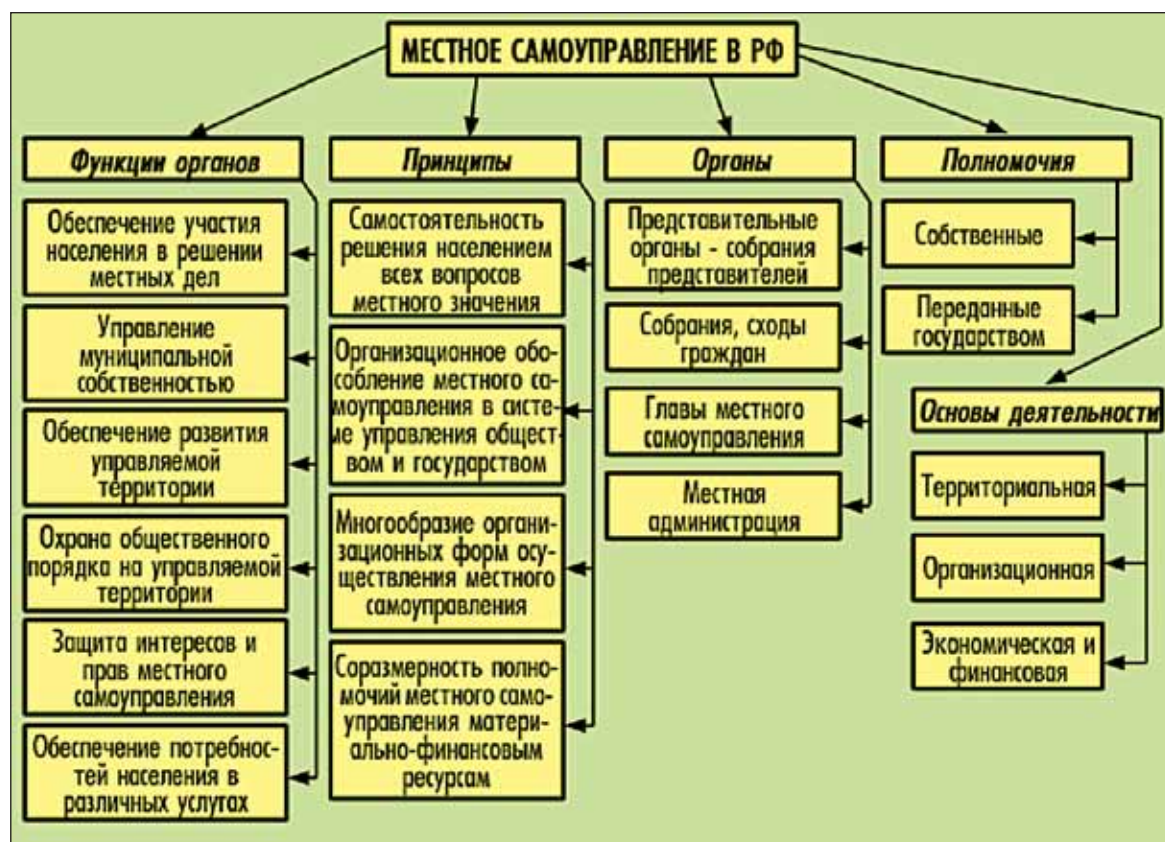 МЕСТНОЕ САМОУПРАВЛЕНИЕ В РФ
Функции органов
Обеспечение участия
населения в решении
местных дел
Управление
муниципальной
собственностью
Обеспечение развития
управляемой
территории
Охрана общественного
порядка на управляемой
территории
Защита интересов и
прав местного
самоуправления
Обеспечение потребнос-
тей населения в
различных услугах
Принципы
Самостоятельность
решения населением
всех вопросов
местного значения
Организационное обо-
собление местного са-
моуправления в систе-
ме управления общест-
вом и государством
Многообразие органи-
зационных форм осу-
ществления местного
самоуправления
Соразмерность полно-
мочий местного само-
управления матери-
ально-финансовым
ресурсам
Органы
Представительные
органы - собрания
представителей
Собрания, сходы
граждан
Главы местного
самоуправления
Местная
администрация
Полномочия
Собственные
Переданные
государством
Основы деятельности
Территориальная
Организационная
Экономическая и
финансовая